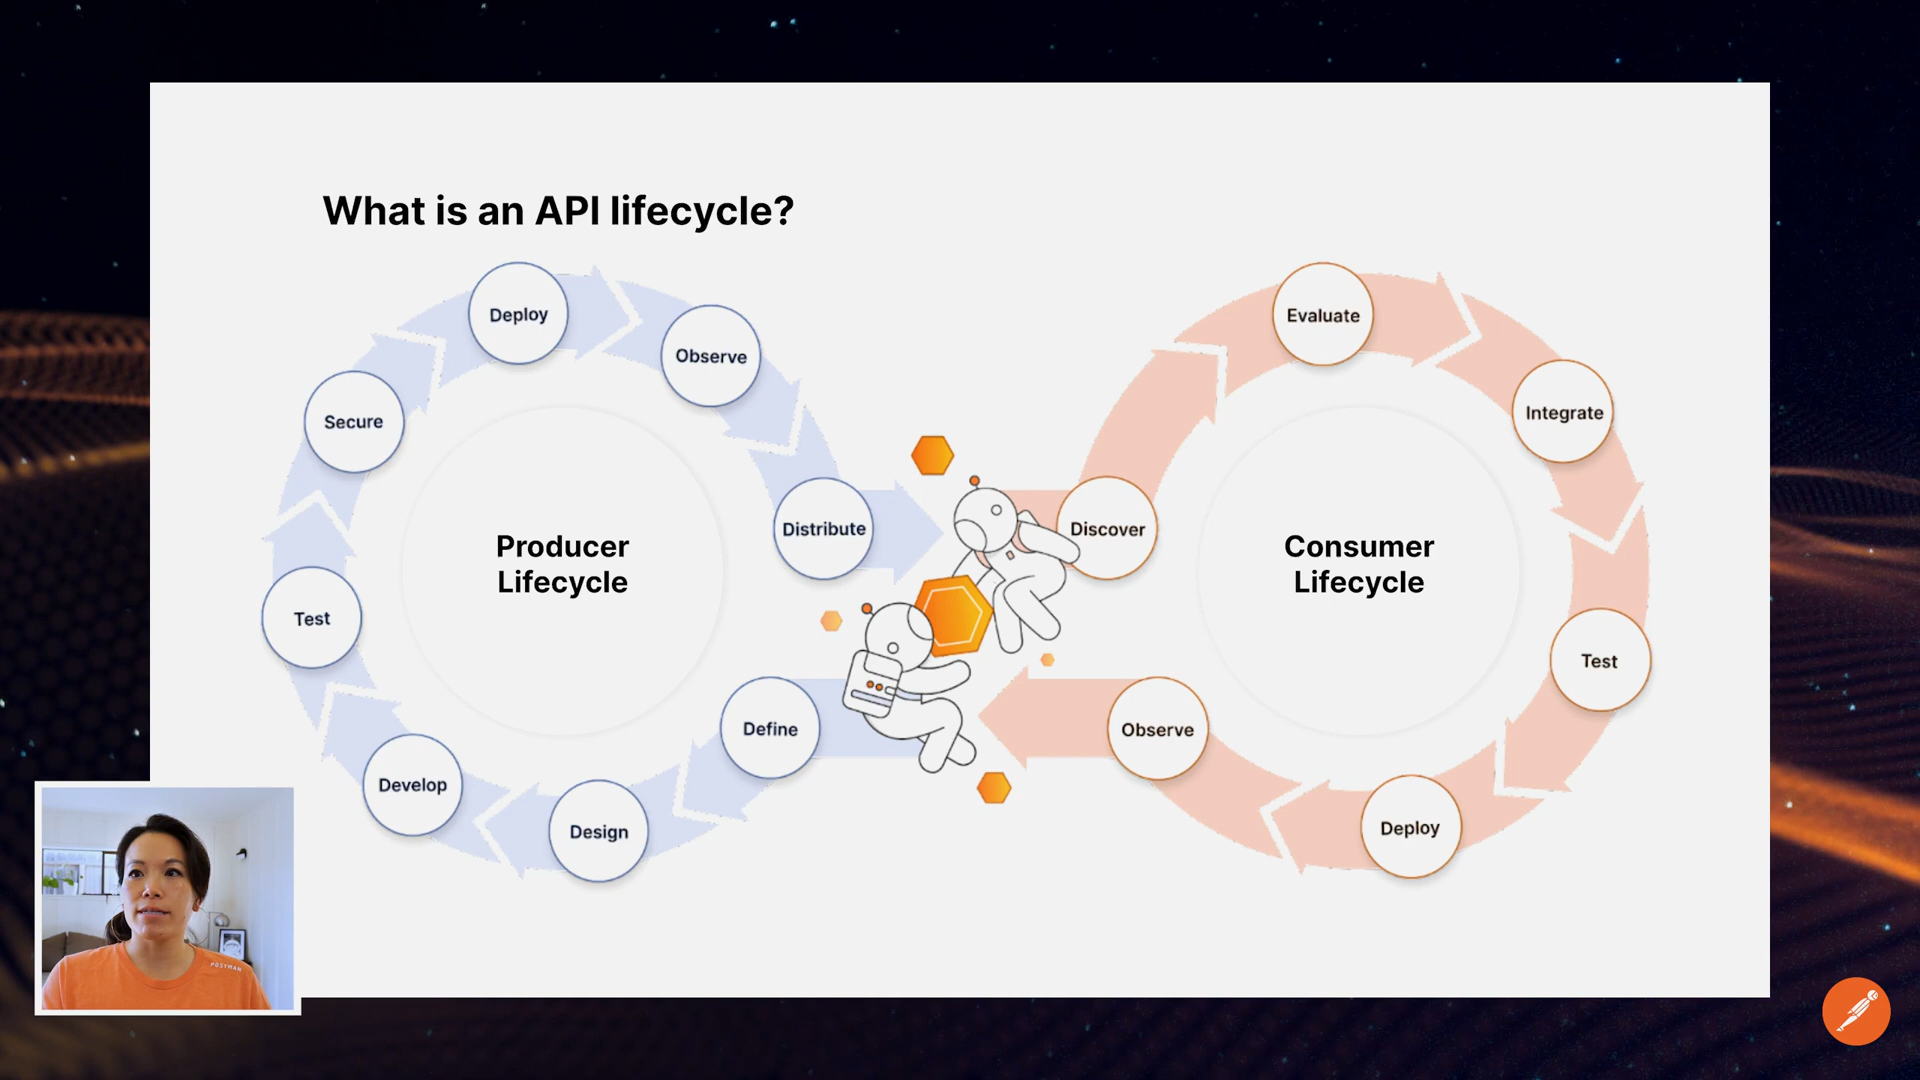 What is an API lifecycle?
Deploy
Observe
Secure
Distribute
Producer
Lifecycle
Test
Define
Develop
Design
Evaluate
Integrate
Discover
Consumer
Lifecycle
Test
Observe
Deploy
POSTMAN